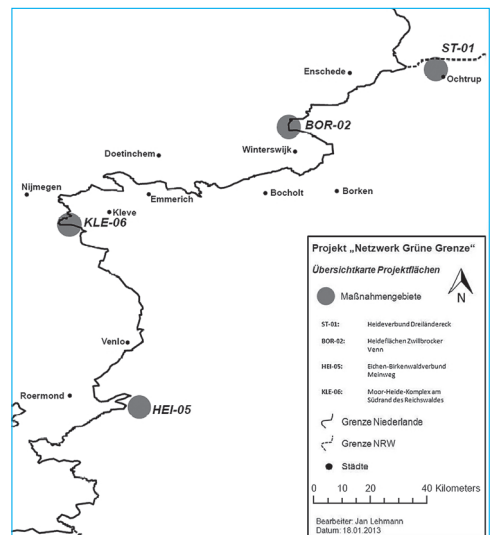 ST-01
Enschede
Ochtrup
BOR-02
Winterswijk
Doetinchem
Nijmegen
Emmerich
Bocholt
Borken
Kleve
KLE-06
Venlo
Roermond
HEI-05
Projekt „Netzwerk Grüne Grenze“
Übersichtkarte Projektflächen
Maßnahmengebiete
N
ST-01: Heideverbund Dreiländereck
BOR-02: Heideflächen Zwillbrocker
Venn
HEI-05: Eichen-Birkenwaldverbund
Meinweg
KLE-06: Moor-Heide-Komplex am
Südrand des Reichswaldes
Grenze Niederlande
Grenze NRW
Städte
0 10 20 40 Kilometers
Bearbeiter: Jan Lehmann
Datum: 18.01.2013